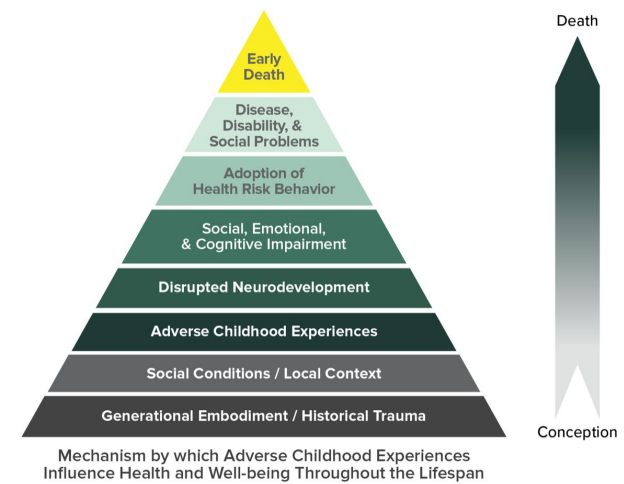 Death
Early
Death
Disease,
Disability, &
Social Problems
Adoption of
Health Risk Behavior
Social, Emotional,
& Cognitive Impairment
Disrupted Neurodevelopment
Adverse Childhood Experiences
Social Conditions / Local Context
Generational Embodiment / Historical Trauma
Conception
Mechanism by which Adverse Childhood Experiences
Influence Health and Well-being Throughout the Lifespan